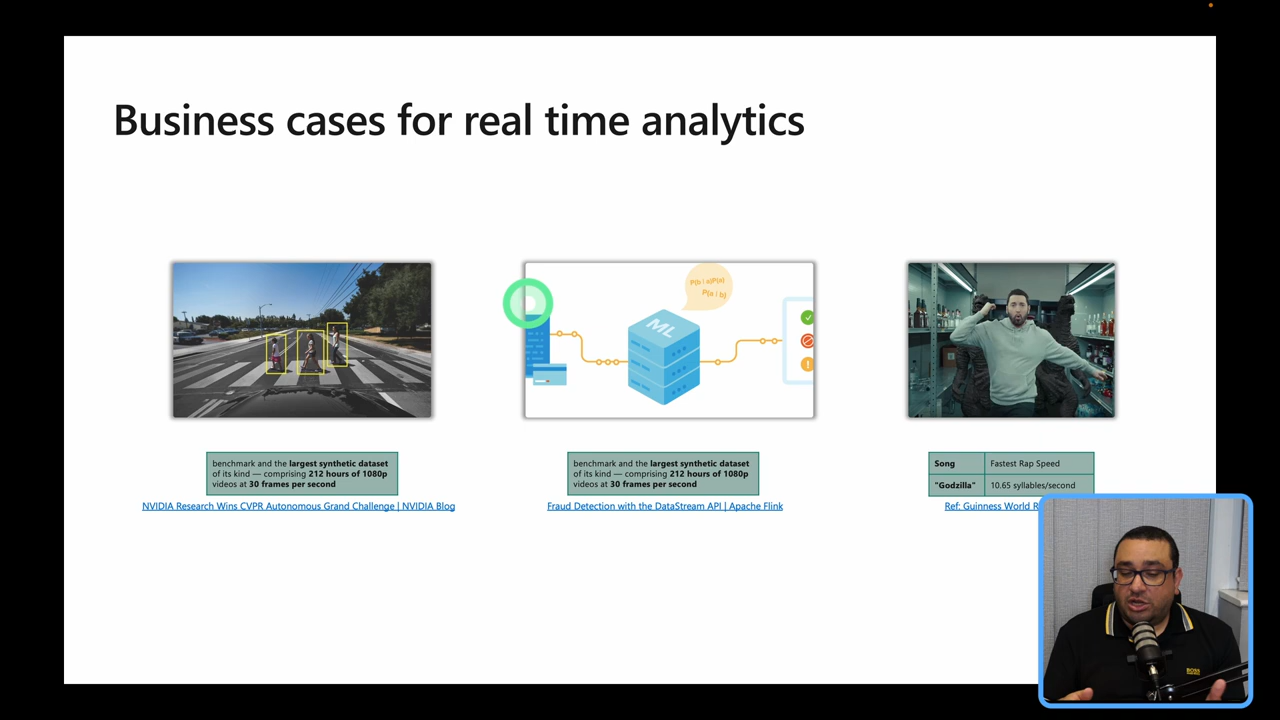 Business cases for real time analytics
P(b | a)P(a)
P(a | b)
ML
benchmark and the largest synthetic dataset
of its kind — comprising 212 hours of 1080p
videos at 30 frames per second
NVIDIA Research Wins CVPR Autonomous Grand Challenge | NVIDIA Blog
benchmark and the largest synthetic dataset
of its kind — comprising 212 hours of 1080p
videos at 30 frames per second
Fraud Detection with the DataStream API | Apache Flink
Song Fastest Rap Speed
"Godzilla" 10.65 syllables/second
Ref: Guinness World R
BOSS